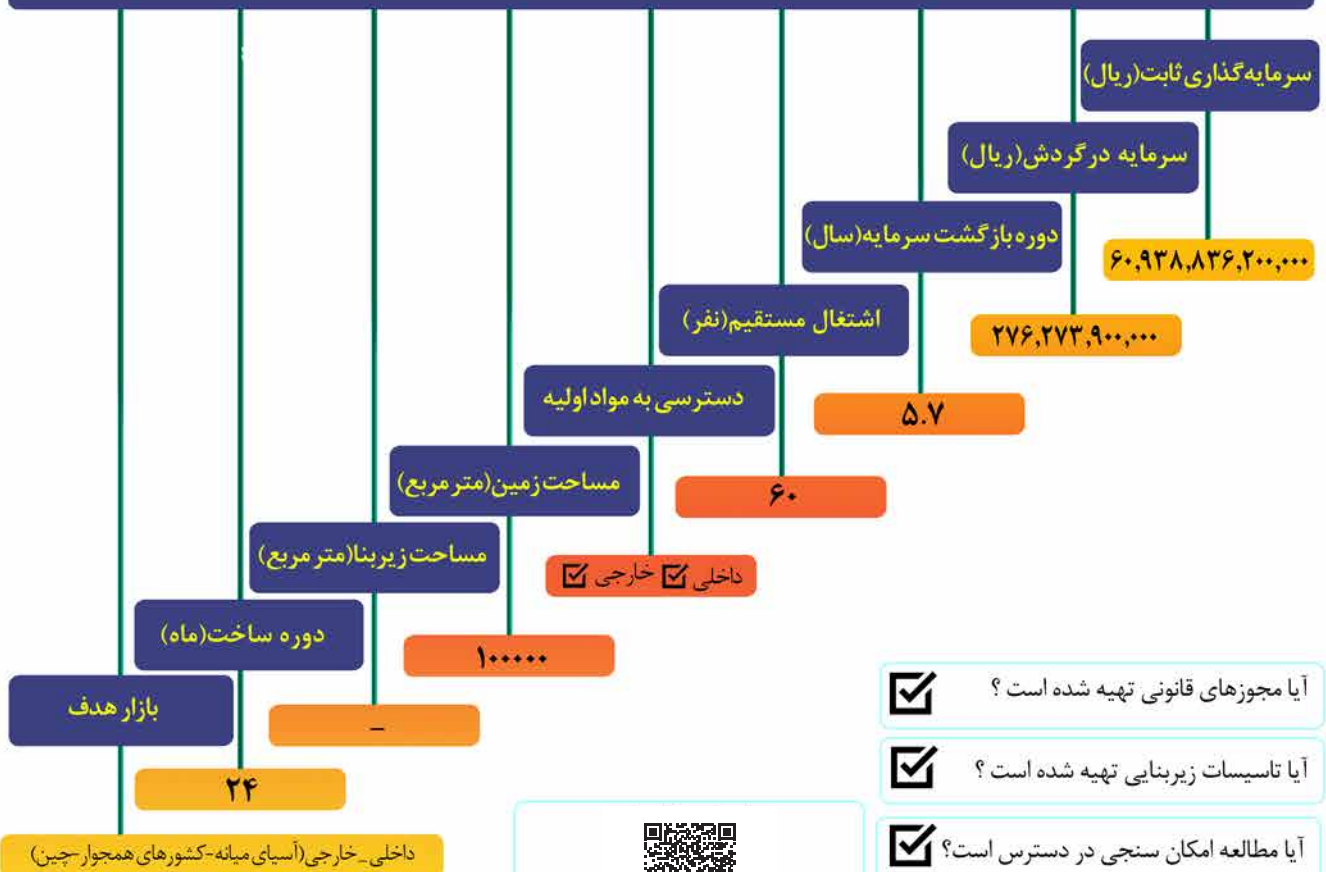 سرمایه‌گذاری ثابت(ریال)
۶۰,۹۳۸,۸۳۶,۲۰۰,۰۰۰
سرمایه در گردش(ریال)
۲۷۶,۲۷۳,۹۰۰,۰۰۰
دوره بازگشت سرمایه(سال)
۵.۷
اشتغال مستقیم(نفر)
۶۰
دسترسی به مواد اولیه
داخلی ☑ خارجی ☑
مساحت زمین(متر مربع)
۱۰۰۰۰۰
مساحت زیربنا(متر مربع)
_
دوره ساخت(ماه)
۲۴
بازار هدف
داخلی_خارجی(آسیای میانه-کشورهای همجوار-چین)
آیا مجوزهای قانونی تهیه شده است ؟ ☑
آیا تاسیسات زیربنایی تهیه شده است ؟ ☑
آیا مطالعه امکان سنجی در دسترس است؟ ☑